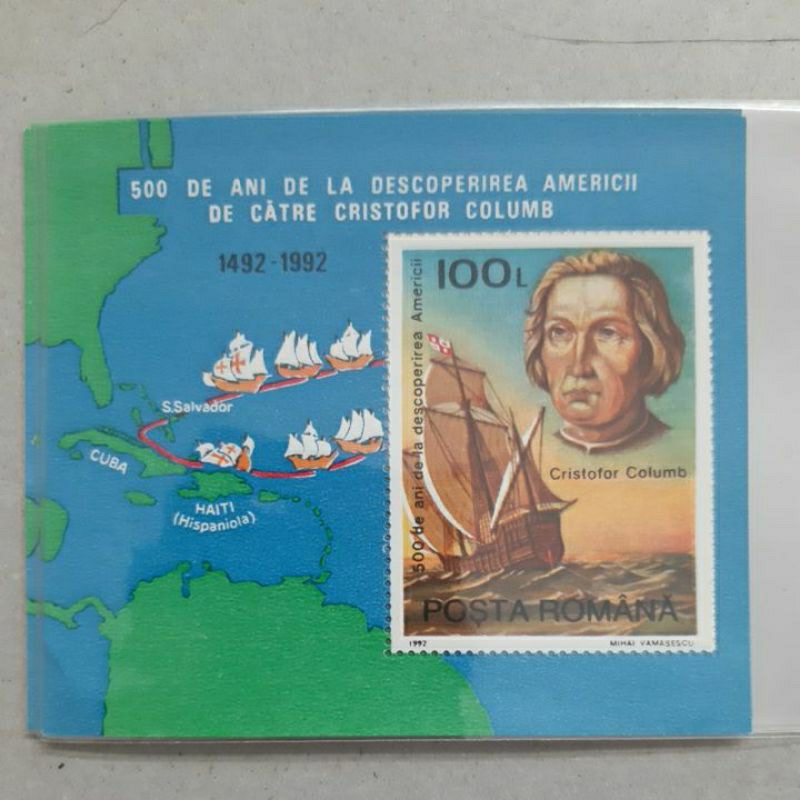 500 DE ANI DE LA DESCOPERIREA AMERICII
DE CĂTRE CRISTOFOR COLUMB
1492-1992
S.Salvador
CUBA
HAITI
(Hispaniola)
100L
500 de ani de la descoperirea Americii
Cristofor Columb
POŞTA ROMÂNĂ
1992
MIHAI VAMASESCU